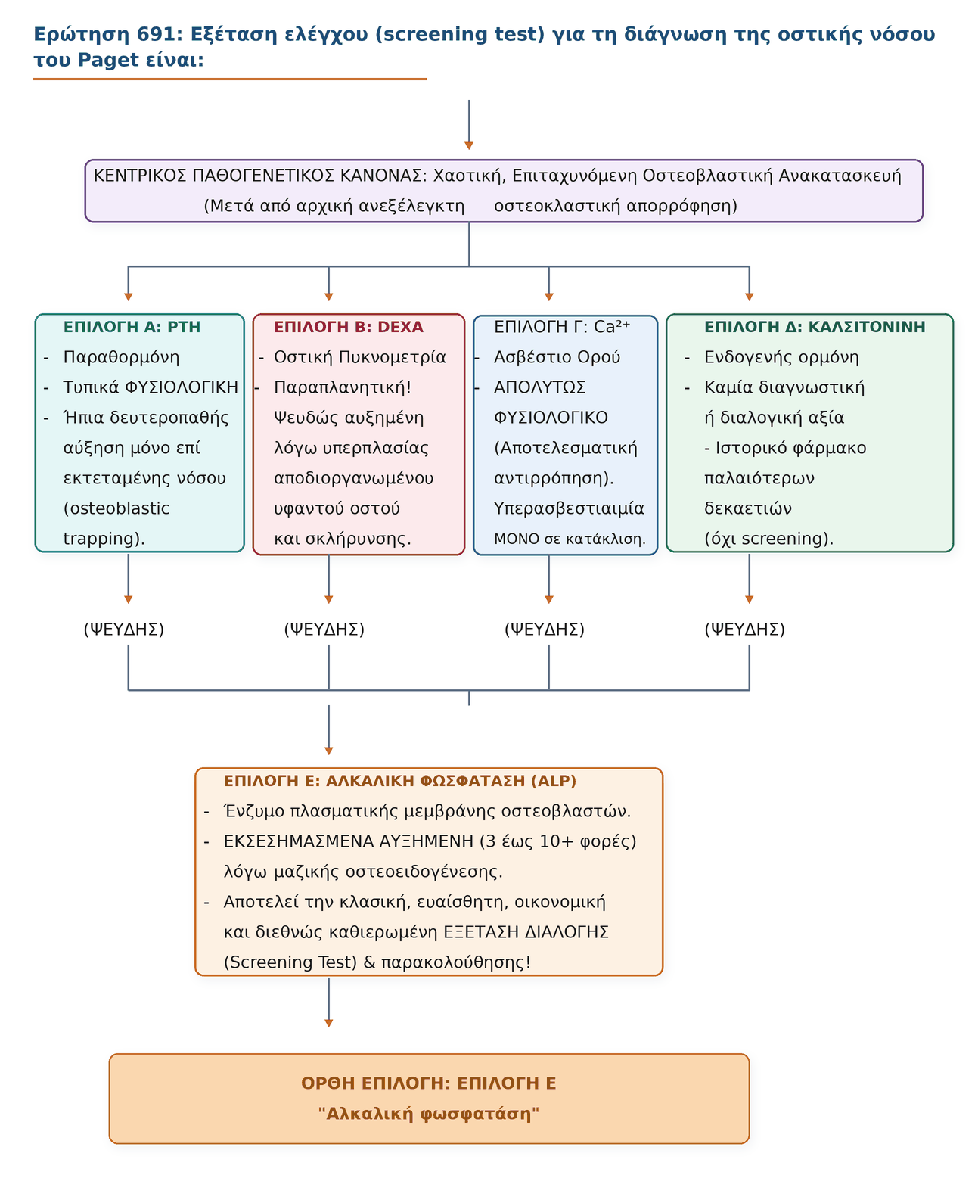 Ερώτηση 691: Εξέταση ελέγχου (screening test) για τη διάγνωση της οστικής νόσου
του Paget είναι:
ΚΕΝΤΡΙΚΟΣ ΠΑΘΟΓΕΝΕΤΙΚΟΣ ΚΑΝΟΝΑΣ: Χαοτική, Επιταχυνόμενη Οστεοβλαστική Ανακατασκευή
(Μετά από αρχική ανεξέλεγκτη οστεοκλαστική απορρόφηση)
ΕΠΙΛΟΓΗ Α: PTH
- Παραθορμόνη
- Τυπικά ΦΥΣΙΟΛΟΓΙΚΗ
- Ήπια δευτεροπαθής
αύξηση μόνο επί
εκτεταμένης νόσου
(osteoblastic
trapping).
ΕΠΙΛΟΓΗ Β: DEXA
- Οστική Πυκνομετρία
- Παραπλανητική!
Ψευδώς αυξημένη
λόγω υπερπλασίας
αποδιοργανωμένου
υφαντού οστού
και σκλήρυνσης.
ΕΠΙΛΟΓΗ Γ: Ca²⁺
- Ασβέστιο Ορού
- ΑΠΟΛΥΤΩΣ
ΦΥΣΙΟΛΟΓΙΚΟ
(Αποτελεσματική
αντιρρόπηση).
Υπερασβεστιαιμία
ΜΟΝΟ σε κατάκλιση.
ΕΠΙΛΟΓΗ Δ: ΚΑΛΣΙΤΟΝΙΝΗ
- Ενδογενής ορμόνη
- Καμία διαγνωστική
ή διαλογική αξία
- Ιστορικό φάρμακο
παλαιότερων
δεκαετιών
(όχι screening).
(ΨΕΥΔΗΣ)
(ΨΕΥΔΗΣ)
(ΨΕΥΔΗΣ)
(ΨΕΥΔΗΣ)
ΕΠΙΛΟΓΗ Ε: ΑΛΚΑΛΙΚΗ ΦΩΣΦΑΤΑΣΗ (ALP)
- Ένζυμο πλασματικής μεμβράνης οστεοβλαστών.
- ΕΚΣΕΣΗΜΑΣΜΕΝΑ ΑΥΞΗΜΕΝΗ (3 έως 10+ φορές)
λόγω μαζικής οστεοειδογένεσης.
- Αποτελεί την κλασική, ευαίσθητη, οικονομική
και διεθνώς καθιερωμένη ΕΞΕΤΑΣΗ ΔΙΑΛΟΓΗΣ
(Screening Test) & παρακολούθησης!
ΟΡΘΗ ΕΠΙΛΟΓΗ: ΕΠΙΛΟΓΗ Ε
"Αλκαλική φωσφατάση"